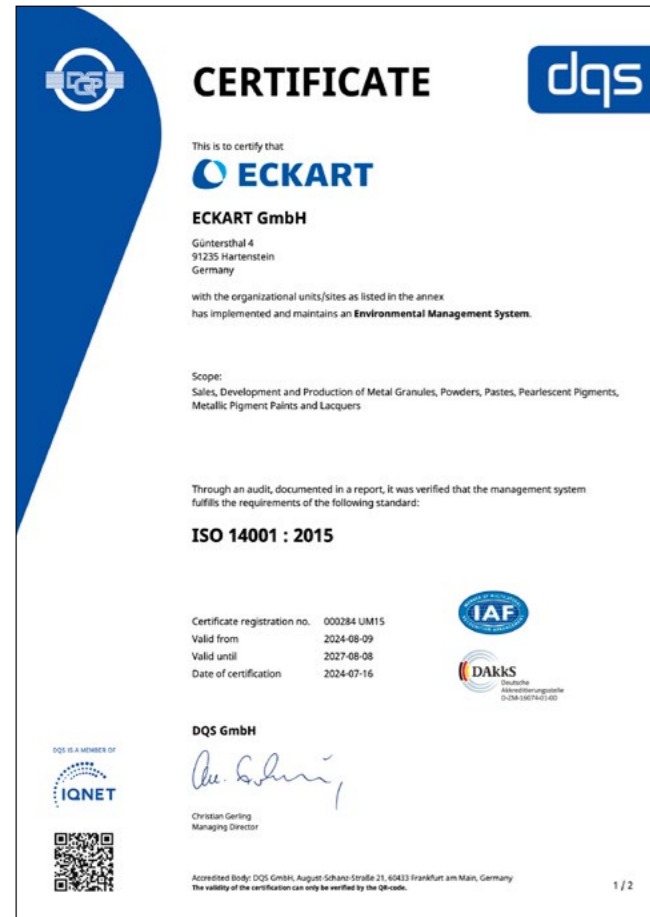 DQS
CERTIFICATE
dqs
This is to certify that
ECKART
ECKART GmbH
Güntersthal 4
91235 Hartenstein
Germany
with the organizational units/sites as listed in the annex
has implemented and maintains an Environmental Management System.
Scope:
Sales, Development and Production of Metal Granules, Powders, Pastes, Pearlescent Pigments,
Metallic Pigment Paints and Lacquers
Through an audit, documented in a report, it was verified that the management system
fulfills the requirements of the following standard:
ISO 14001 : 2015
Certificate registration no. 000284 UM15
Valid from 2024-08-09
Valid until 2027-08-08
Date of certification 2024-07-16
IAF
DAkkS
Deutsche
Akkreditierungsstelle
D-ZM-16074-01-00
DQS GmbH
DQS IS A MEMBER OF
IQNET
Christian Gerling
Managing Director
Accredited Body: DQS GmbH, August-Schanz-Straße 21, 60433 Frankfurt am Main, Germany
The validity of the certification can only be verified by the QR-code.
1 / 2